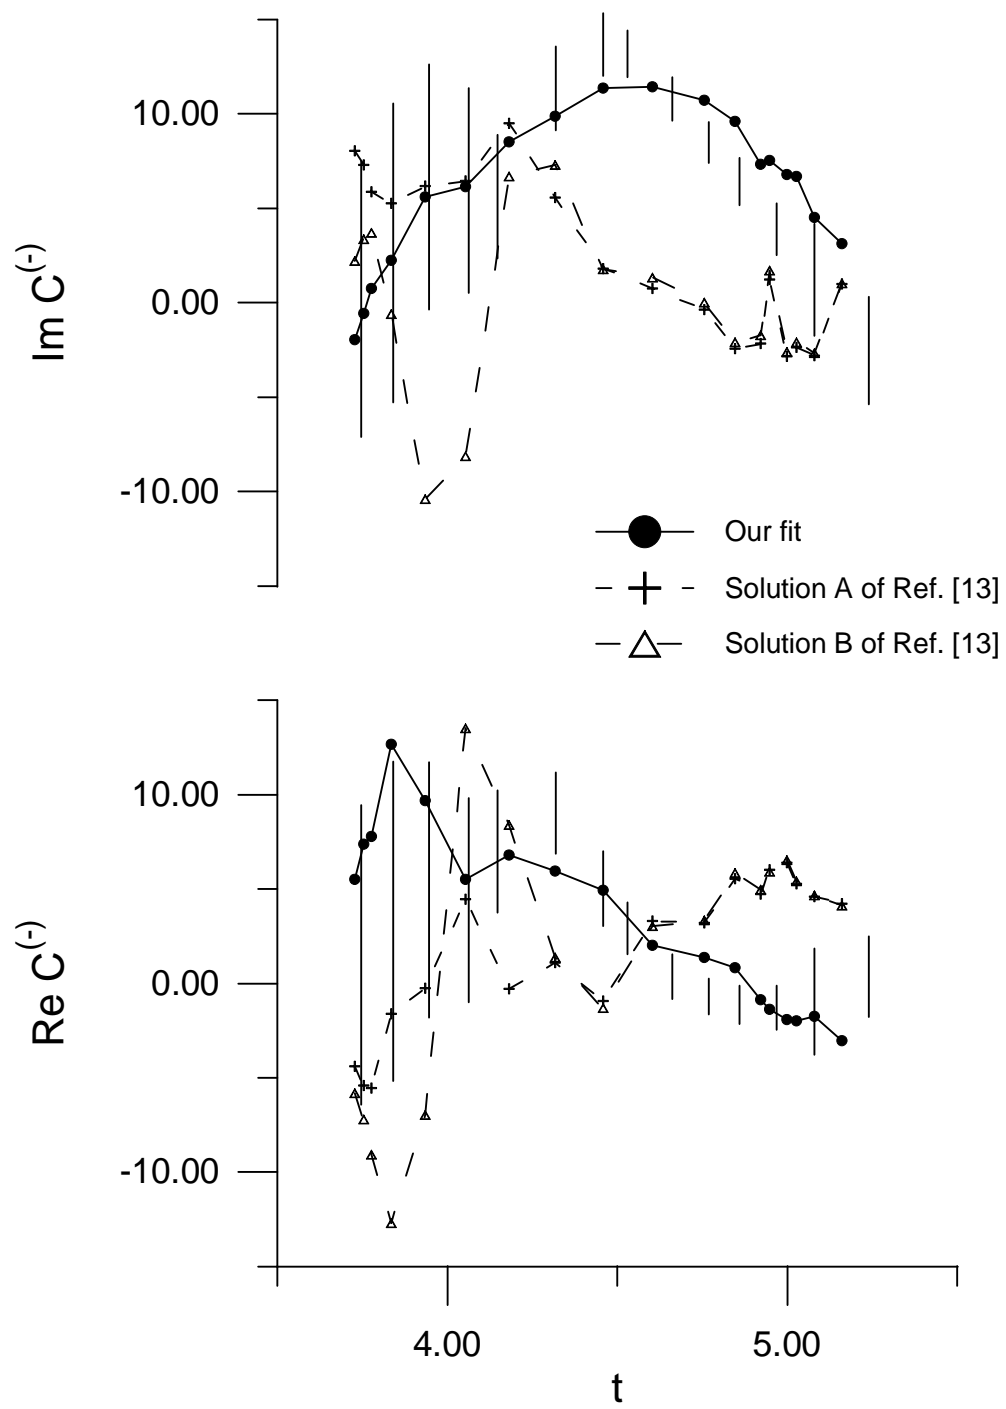 10.00
0.00
-10.00
Im C(-)
Our fit
Solution A of Ref. [13]
Solution B of Ref. [13]
10.00
0.00
-10.00
Re C(-)
4.00 5.00
t